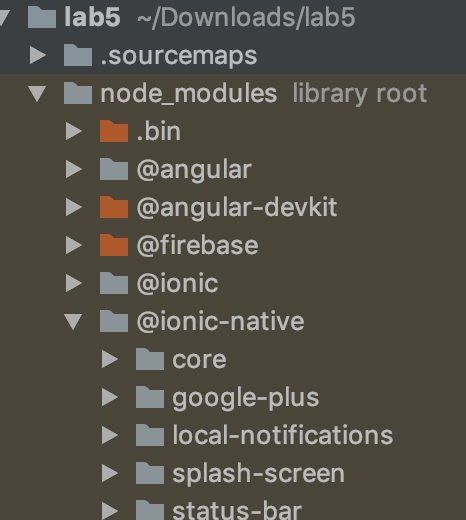 lab5 ~/Downloads/lab5
.sourcemaps
node_modules library root
.bin
@angular
@angular-devkit
@firebase
@ionic
@ionic-native
core
google-plus
local-notifications
splash-screen
status-bar